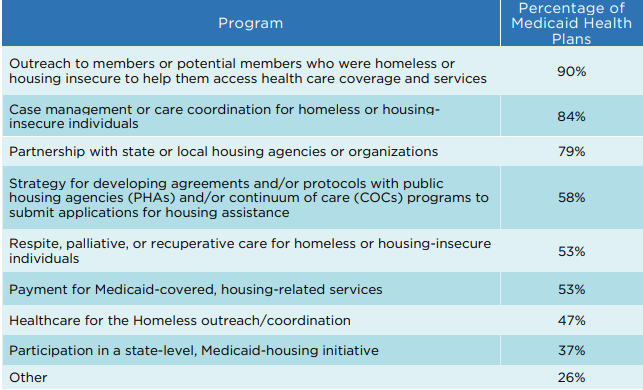 Program
Percentage of
Medicaid Health
Plans
Outreach to members or potential members who were homeless or
housing insecure to help them access health care coverage and services
90%
Case management or care coordination for homeless or housing-
insecure individuals
84%
Partnership with state or local housing agencies or organizations
79%
Strategy for developing agreements and/or protocols with public
housing agencies (PHAs) and/or continuum of care (COCs) programs to
submit applications for housing assistance
58%
Respite, palliative, or recuperative care for homeless or housing-insecure
individuals
53%
Payment for Medicaid-covered, housing-related services
53%
Healthcare for the Homeless outreach/coordination
47%
Participation in a state-level, Medicaid-housing initiative
37%
Other
26%